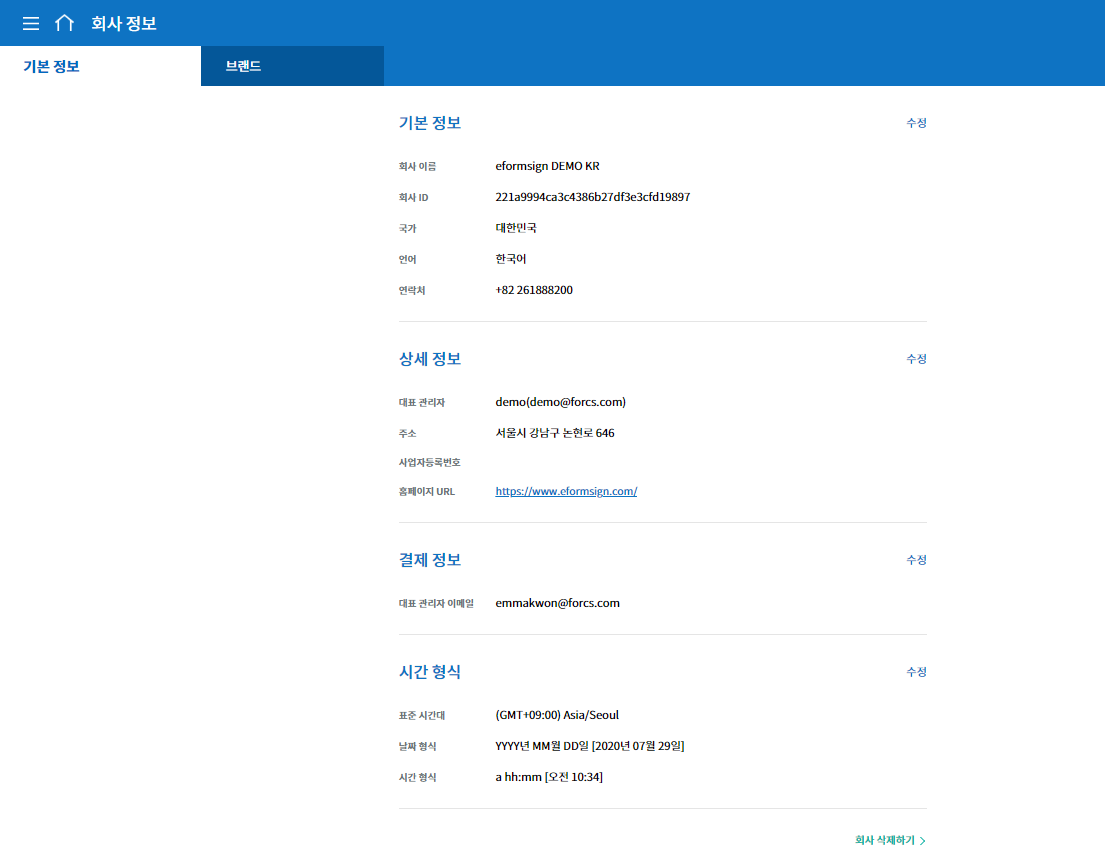 회사 정보
기본 정보
브랜드
기본 정보 수정
회사 이름 eformsign DEMO KR
회사 ID 221a9994ca3c4386b27df3e3cfd19897
국가 대한민국
언어 한국어
연락처 +82 261888200
상세 정보 수정
대표 관리자 demo(demo@forcs.com)
주소 서울시 강남구 논현로 646
사업자등록번호
홈페이지 URL https://www.eformsign.com/
결제 정보 수정
대표 관리자 이메일 emmakwon@forcs.com
시간 형식 수정
표준 시간대 (GMT+09:00) Asia/Seoul
날짜 형식 YYYY년 MM월 DD일 [2020년 07월 29일]
시간 형식 a hh:mm [오전 10:34]
회사 삭제하기 >